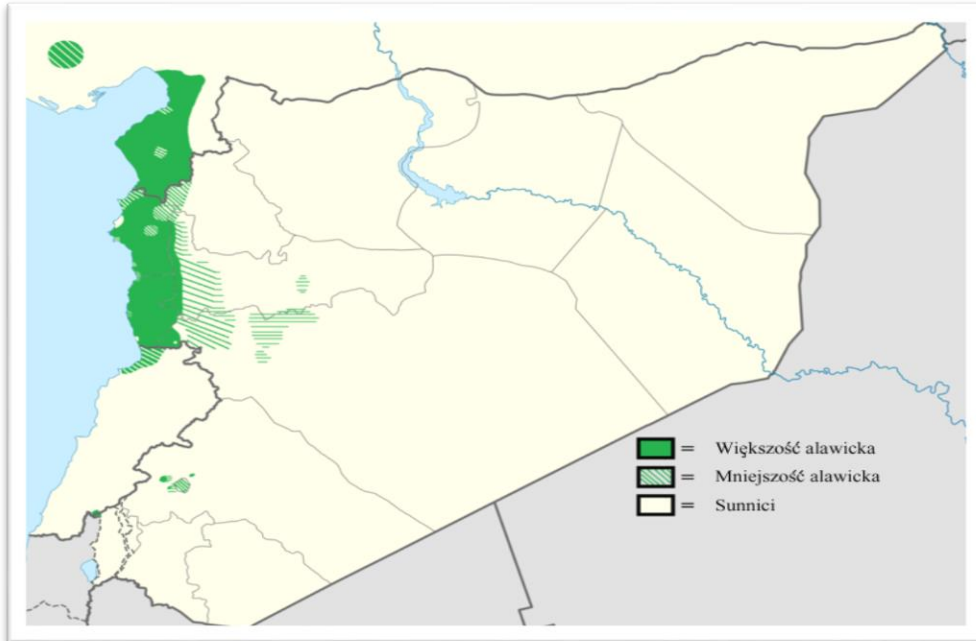 = Większość alawicka
= Mniejszość alawicka
= Sunnici